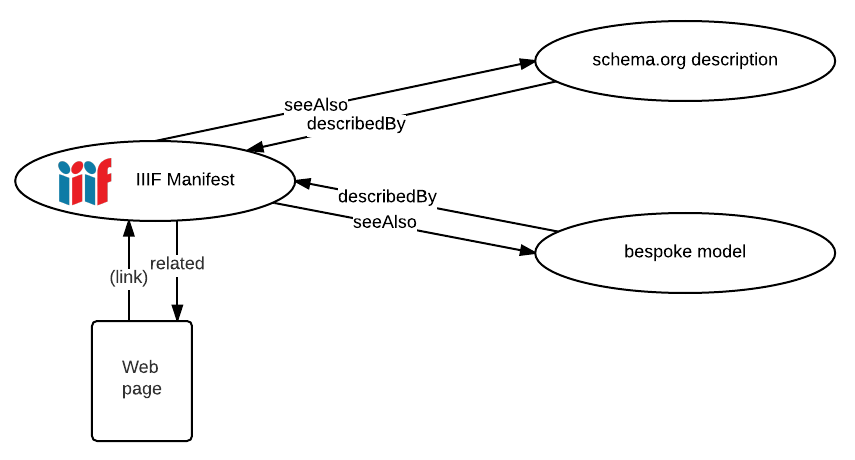 schema.org description
seeAlso
describedBy
iiif IIIF Manifest
describedBy
seeAlso
bespoke model
related
(link)
Web
page